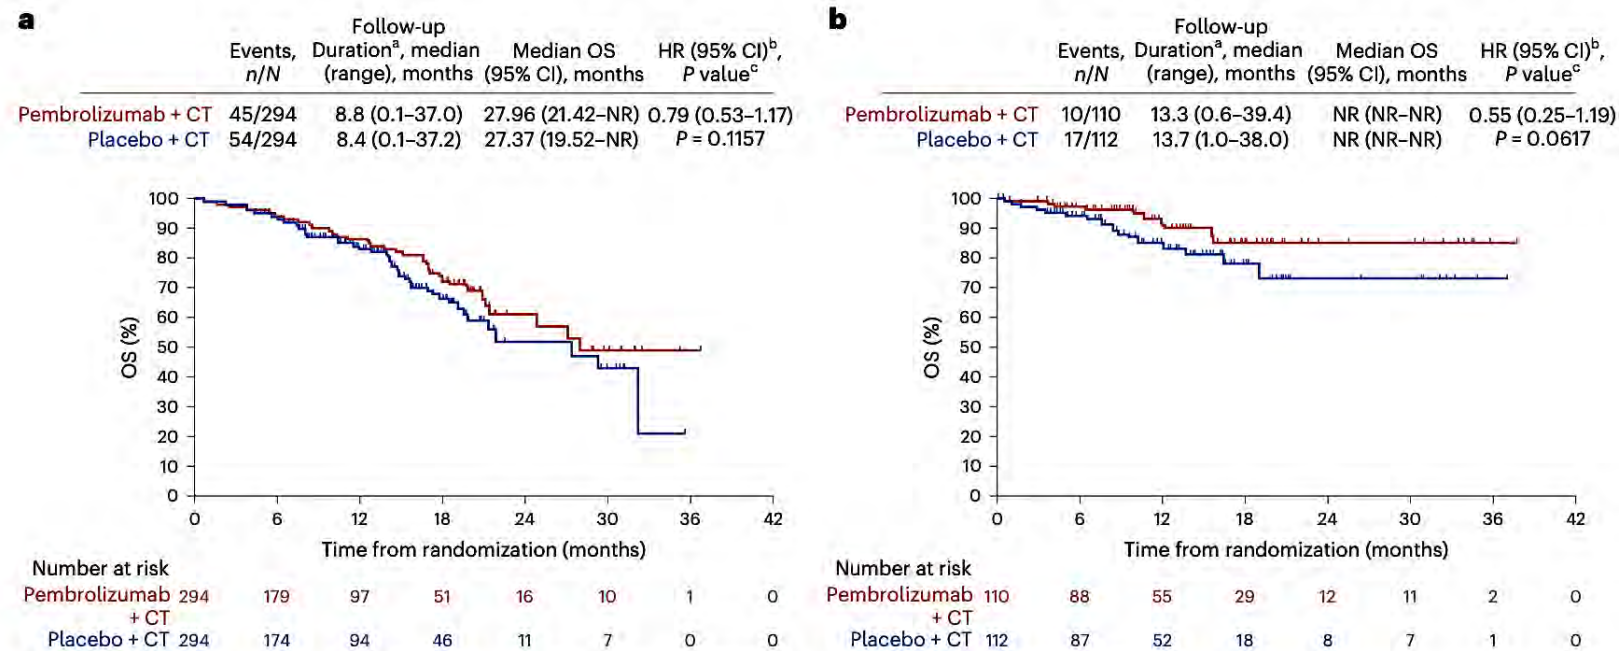 a
Follow-up
Events, Durationᵃ, median Median OS HR (95% CI)ᵇ,
n/N (range), months (95% CI), months P valueᶜ
Pembrolizumab + CT 45/294 8.8 (0.1–37.0) 27.96 (21.42–NR) 0.79 (0.53–1.17)
Placebo + CT 54/294 8.4 (0.1–37.2) 27.37 (19.52–NR) P = 0.1157
100
90
80
70
60
50
40
30
20
10
0
OS (%)
0 6 12 18 24 30 36 42
Time from randomization (months)
Number at risk
Pembrolizumab 294 179 97 51 16 10 1 0
+ CT
Placebo + CT 294 174 94 46 11 7 0 0
b
Follow-up
Events, Durationᵃ, median Median OS HR (95% CI)ᵇ,
n/N (range), months (95% CI), months P valueᶜ
Pembrolizumab + CT 10/110 13.3 (0.6–39.4) NR (NR–NR) 0.55 (0.25–1.19)
Placebo + CT 17/112 13.7 (1.0–38.0) NR (NR–NR) P = 0.0617
100
90
80
70
60
50
40
30
20
10
0
OS (%)
0 6 12 18 24 30 36 42
Time from randomization (months)
Number at risk
Pembrolizumab 110 88 55 29 12 11 2 0
+ CT
Placebo + CT 112 87 52 18 8 7 1 0